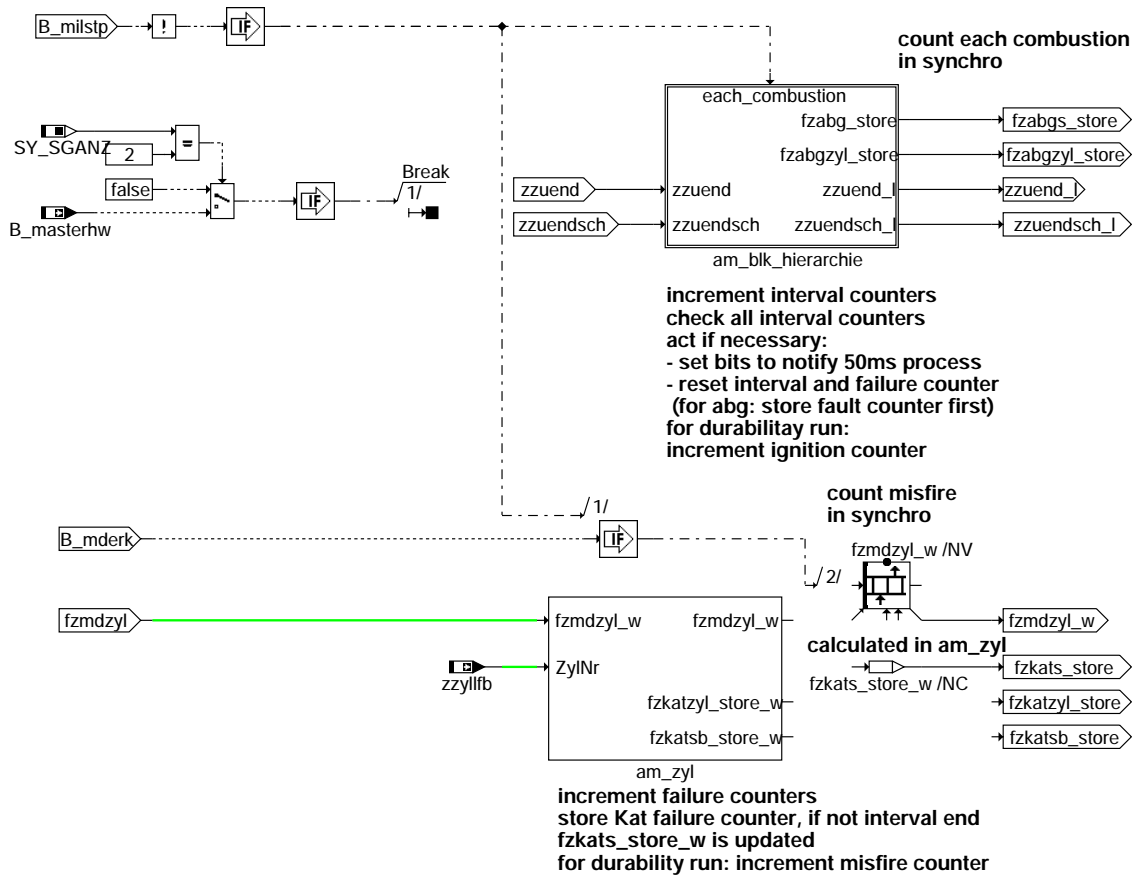 B_milstp
!
IF
count each combustion
in synchro
each_combustion
fzabg_store
fzabgs_store
SY_SGANZ
2
=
fzabgzyl_store
fzabgzyl_store
Break
1/
false
IF
zzuend
zzuend
zzuend_l
zzuend_l
B_masterhw
zzuendsch
zzuendsch
zzuendsch_l
zzuendsch_l
am_blk_hierarchie
increment interval counters
check all interval counters
act if necessary:
- set bits to notify 50ms process
- reset interval and failure counter
(for abg: store fault counter first)
for durabilitay run:
increment ignition counter
count misfire
in synchro
/1/
B_mderk
IF
fzmdzyl_w /NV
/2/
fzmdzyl
fzmdzyl_w
fzmdzyl_w
fzmdzyl_w
calculated in am_zyl
zzyllfb
ZylNr
fzkats_store_w /NC
fzkats_store
fzkatzyl_store_w
fzkatzyl_store
fzkatsb_store_w
fzkatsb_store
am_zyl
increment failure counters
store Kat failure counter, if not interval end
fzkats_store_w is updated
for durability run: increment misfire counter